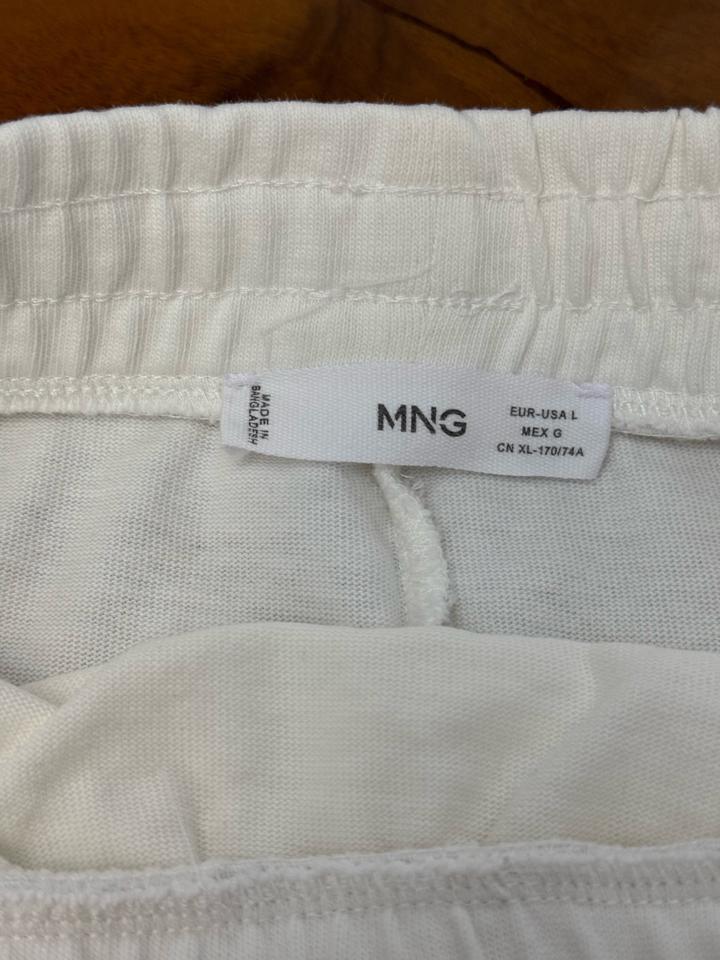 MADE IN
BANGLADESH
MNG
EUR-USA L
MEX G
CN XL-170/74A